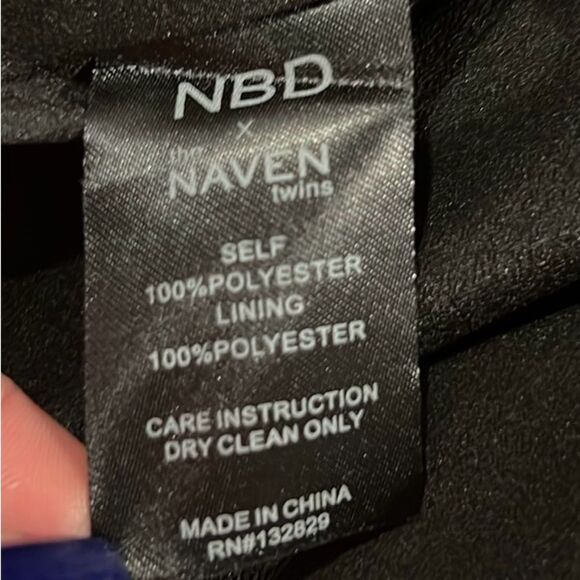 NBD
x
the
NAVEN
twins
SELF
100%POLYESTER
LINING
100%POLYESTER
CARE INSTRUCTION
DRY CLEAN ONLY
MADE IN CHINA
RN#132829